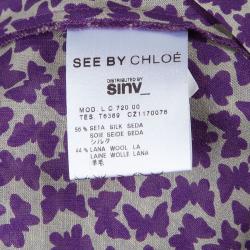 SEE BY CHLOÉ
DISTRIBUTED BY
sinv_
MOD. L C 720 00
TES. T6369 CZ1170076
56 % SETA SILK SEDA
SOIE SEIDE SEDA
シルク
44 % LANA WOOL LA
LAINE WOLLE LANA
羊毛